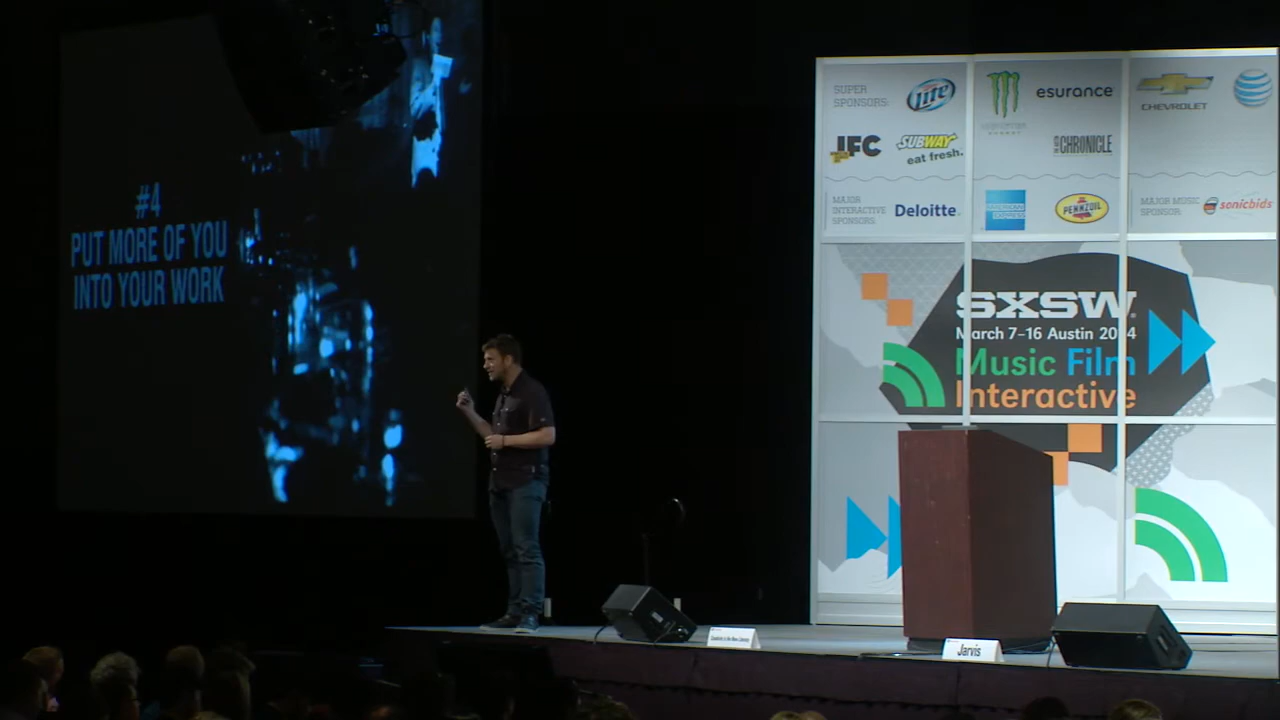 #4
PUT MORE OF YOU
INTO YOUR WORK
SUPER
SPONSORS:
Lite
IFC
SUBWAY
eat fresh.
MAJOR
INTERACTIVE
SPONSORS:
Deloitte.
MONSTER
esurance
CHRONICLE
AMERICAN
EXPRESS
PENNZOIL
CHEVROLET
AT&T
MAJOR MUSIC
SPONSOR:
sonicbids
SXSW
March 7-16 Austin 2014
Music Film
Interactive
Jarvis